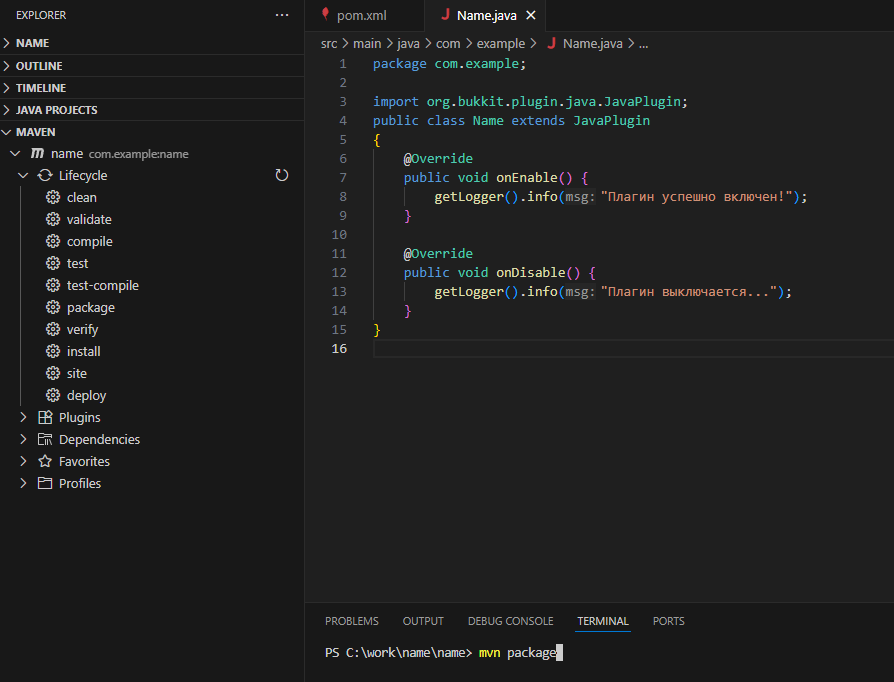 EXPLORER
NAME
OUTLINE
TIMELINE
JAVA PROJECTS
MAVEN
name com.example:name
Lifecycle
clean
validate
compile
test
test-compile
package
verify
install
site
deploy
Plugins
Dependencies
Favorites
Profiles
pom.xml
Name.java
src > main > java > com > example > Name.java > ...
1 package com.example;
2
3 import org.bukkit.plugin.java.JavaPlugin;
4 public class Name extends JavaPlugin
5 {
6 @Override
7 public void onEnable() {
8 getLogger().info(msg: "Плагин успешно включен!");
9 }
10
11 @Override
12 public void onDisable() {
13 getLogger().info(msg: "Плагин выключается...");
14 }
15 }
16
PROBLEMS OUTPUT DEBUG CONSOLE TERMINAL PORTS
PS C:\work\name\name> mvn package